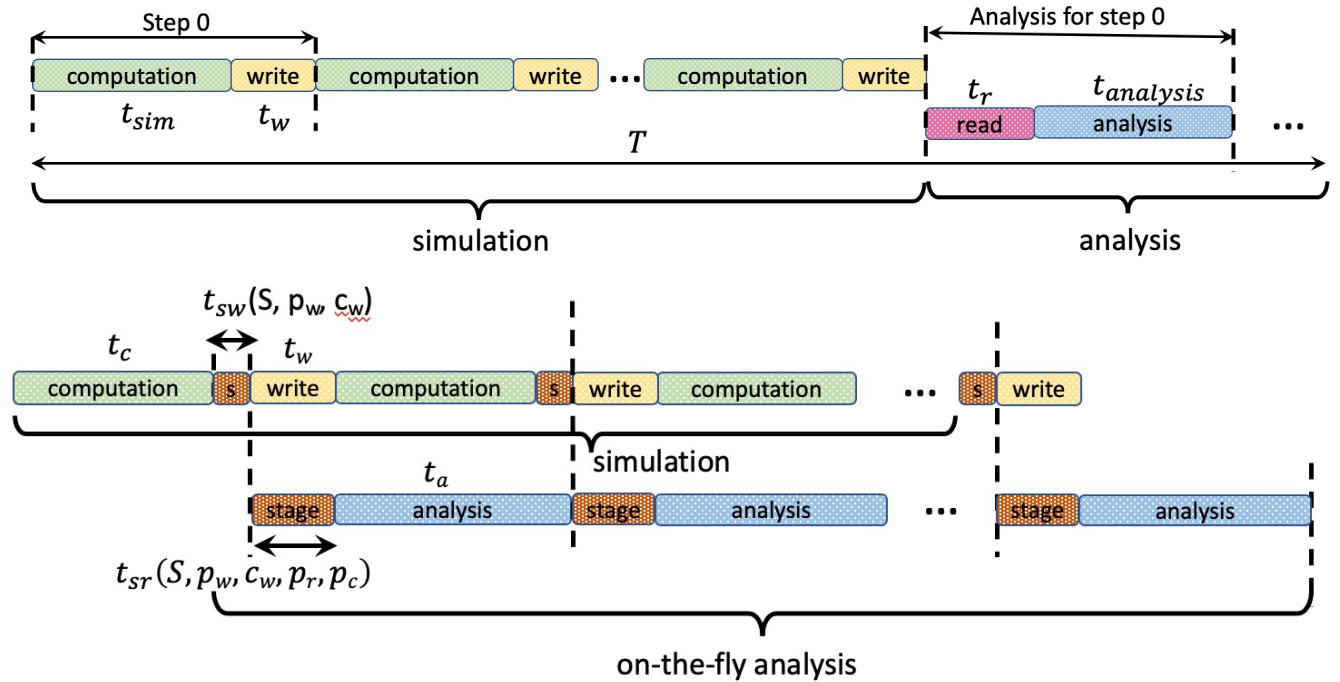 Step 0
Analysis for step 0
computation write computation write ... computation write
t_sim t_w
t_r t_analysis
read analysis ...
T
simulation
analysis
t_sw(S, p_w, c_w)
t_c t_w
computation s write computation s write computation ... s write
simulation
t_a
stage analysis stage analysis ... stage analysis
t_sr(S, p_w, c_w, p_r, p_c)
on-the-fly analysis